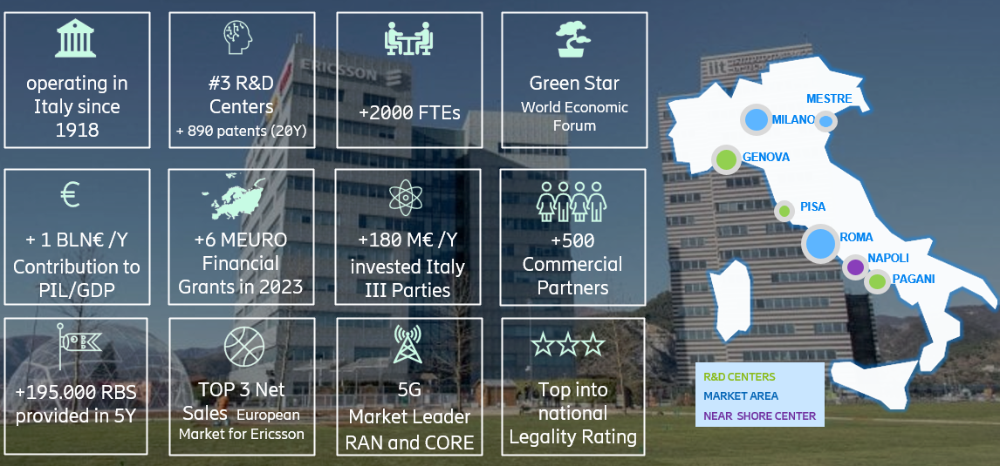 operating in
Italy since
1918
#3 R&D
Centers
+ 890 patents (20Y)
+2000 FTEs
Green Star
World Economic
Forum
€
+ 1 BLN€ /Y
Contribution to
PIL/GDP
+6 MEURO
Financial
Grants in 2023
+180 M€ /Y
invested Italy
III Parties
+500
Commercial
Partners
+195.000 RBS
provided in 5Y
TOP 3 Net
Sales European
Market for Ericsson
5G
Market Leader
RAN and CORE
Top into
national
Legality Rating
ERICSSON
iit
MESTRE
MILANO
GENOVA
PISA
ROMA
NAPOLI
PAGANI
R&D CENTERS
MARKET AREA
NEAR SHORE CENTER